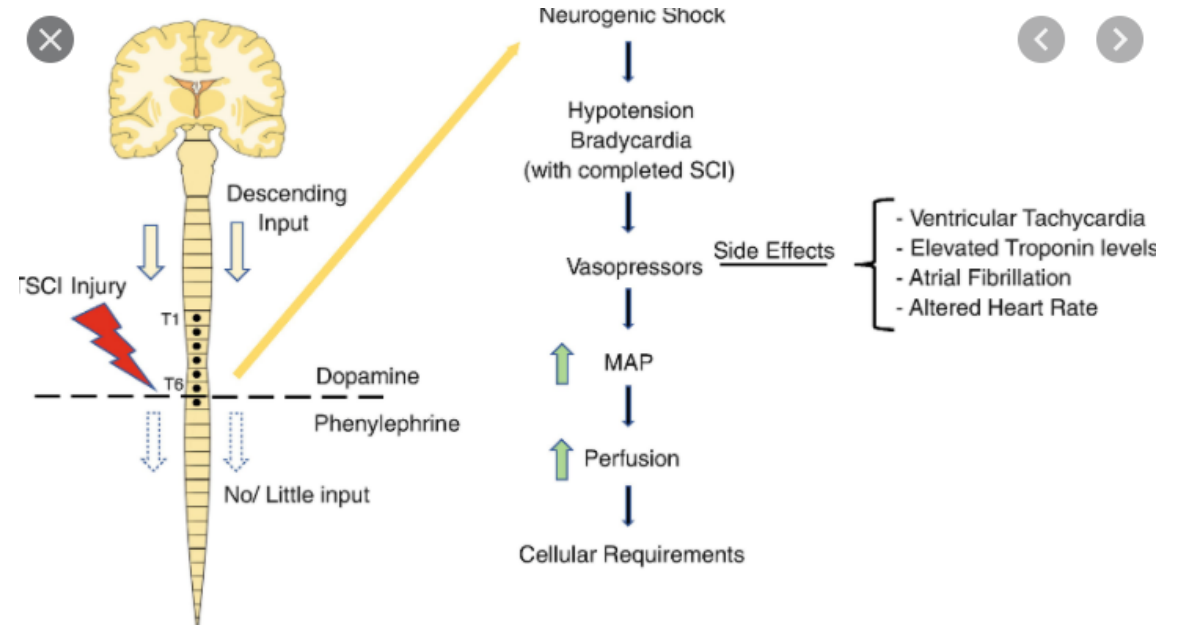 Neurogenic Shock
Hypotension
Bradycardia
(with completed SCI)
Descending
Input
Vasopressors
Side Effects
- Ventricular Tachycardia
- Elevated Troponin levels
- Atrial Fibrillation
- Altered Heart Rate
TSCI Injury
T1
T6
Dopamine
Phenylephrine
No/ Little input
MAP
Perfusion
Cellular Requirements